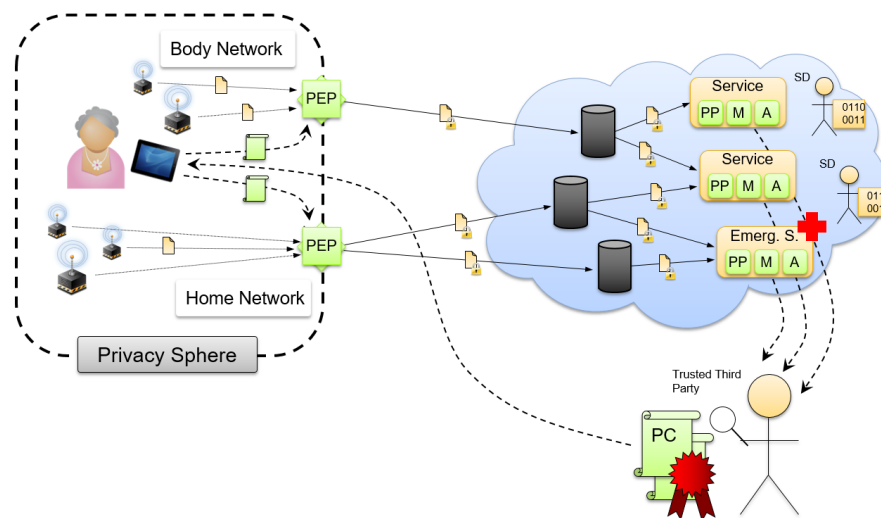 Body Network
PEP
Service
PP M A
SD
0110
0011
Service
PP M A
SD
PEP
Emerg. S.
PP M A
Home Network
Privacy Sphere
Trusted Third
Party
PC